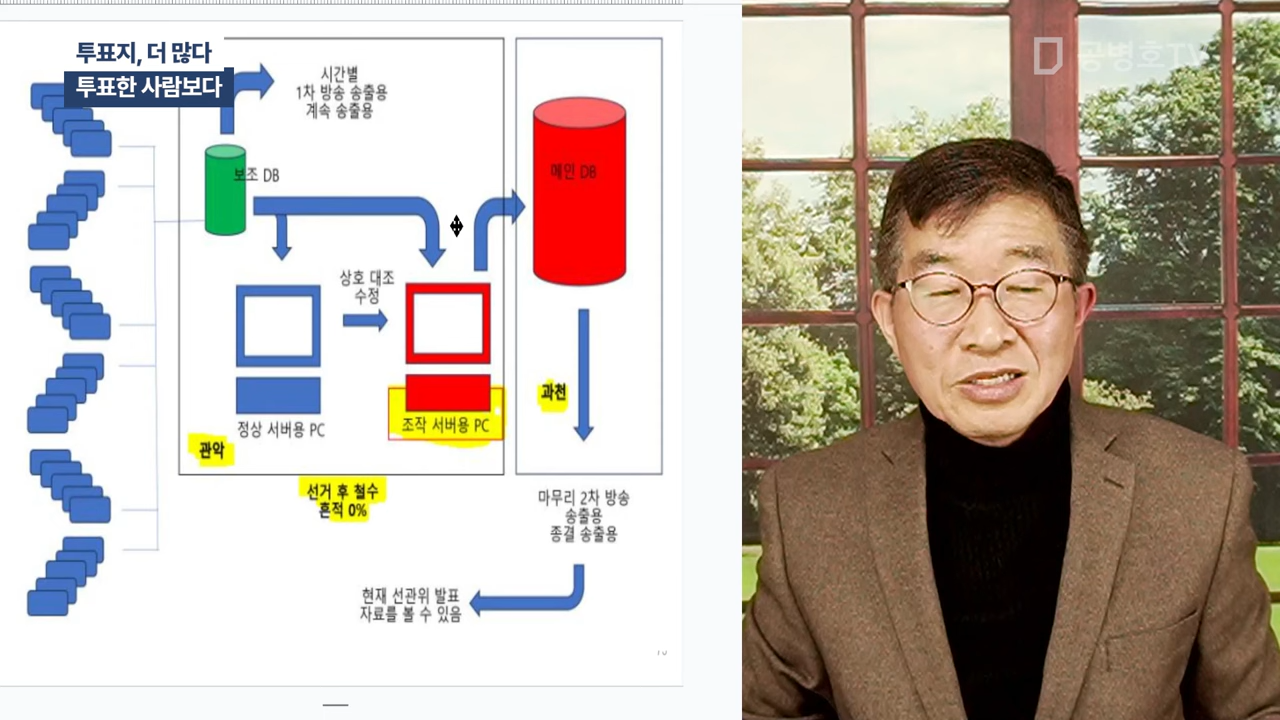 투표지, 더 많다
투표한 사람보다
공병호TV
시간별
1차 방송 송출용
계속 송출용
보조 DB
메인 DB
상호 대조
수정
과천
정상 서버용 PC
조작 서버용 PC
관악
선거 후 철수
흔적 0%
마무리 2차 방송
송출용
종결 송출용
현재 선관위 발표
자료를 볼 수 있음